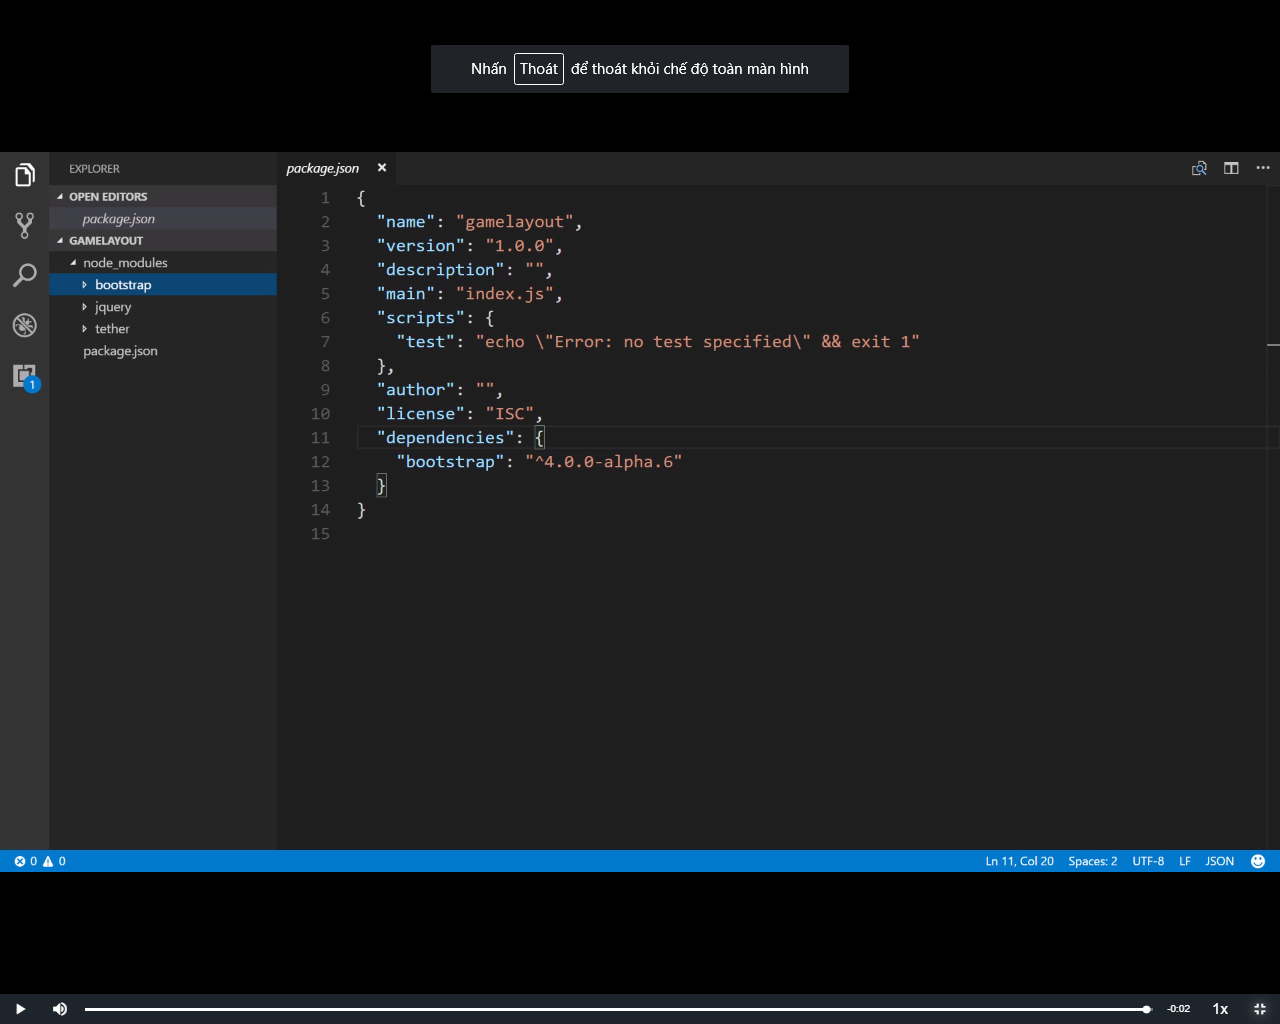 Nhấn Thoát để thoát khỏi chế độ toàn màn hình
EXPLORER
OPEN EDITORS
package.json
GAMELAYOUT
node_modules
bootstrap
jquery
tether
package.json
1
package.json
1 {
2 "name": "gamelayout",
3 "version": "1.0.0",
4 "description": "",
5 "main": "index.js",
6 "scripts": {
7 "test": "echo \"Error: no test specified\" && exit 1"
8 },
9 "author": "",
10 "license": "ISC",
11 "dependencies": {
12 "bootstrap": "^4.0.0-alpha.6"
13 }
14 }
15
0 0 Ln 11, Col 20 Spaces: 2 UTF-8 LF JSON
-0:02 1x